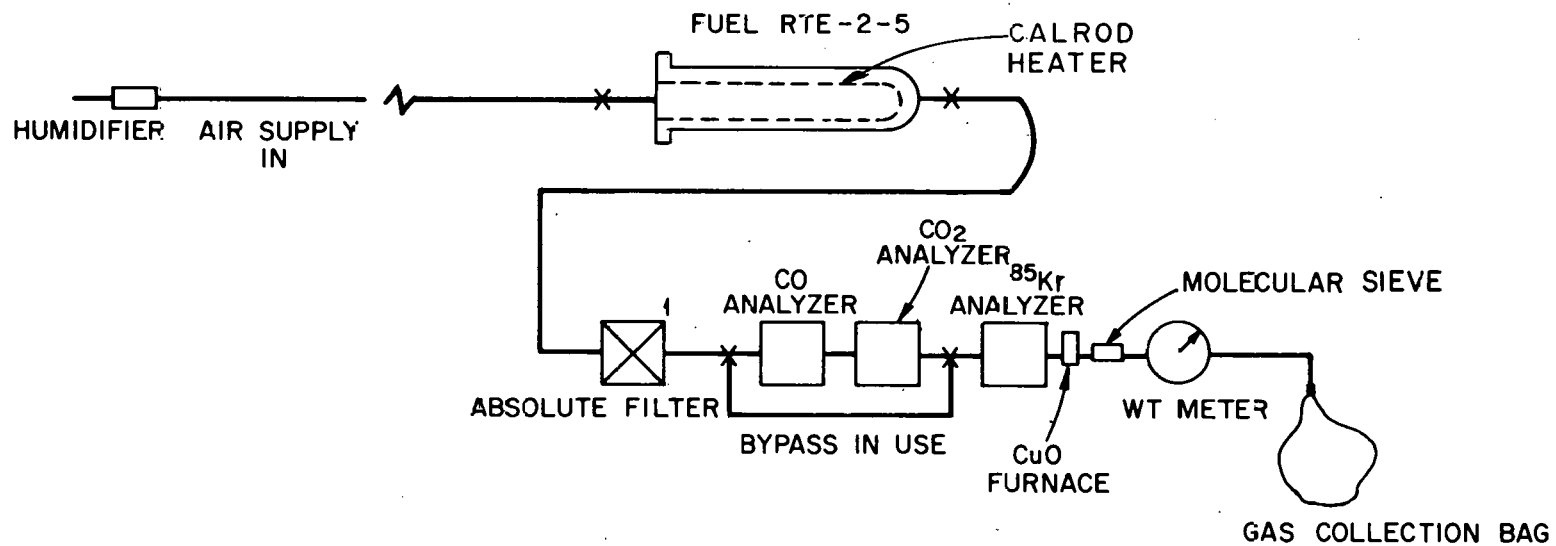 FUEL RTE-2-5
CALROD
HEATER
HUMIDIFIER
AIR SUPPLY
IN
CO2
ANALYZER
CO
ANALYZER
85Kr
ANALYZER
MOLECULAR SIEVE
1
ABSOLUTE FILTER
BYPASS IN USE
CuO
FURNACE
WT METER
GAS COLLECTION BAG